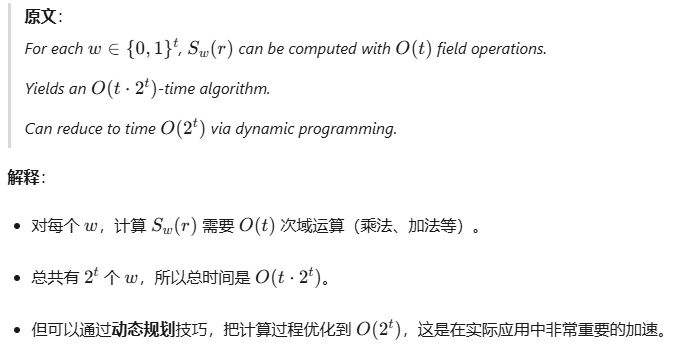 原文：
For each $w \in \{0,1\}^t$, $S_w(r)$ can be computed with $O(t)$ field operations.
Yields an $O(t \cdot 2^t)$-time algorithm.
Can reduce to time $O(2^t)$ via dynamic programming.
解释：
• 对每个 $w$，计算 $S_w(r)$ 需要 $O(t)$ 次域运算（乘法、加法等）。
• 总共有 $2^t$ 个 $w$，所以总时间是 $O(t \cdot 2^t)$。
• 但可以通过动态规划技巧，把计算过程优化到 $O(2^t)$，这是在实际应用中非常重要的加速。